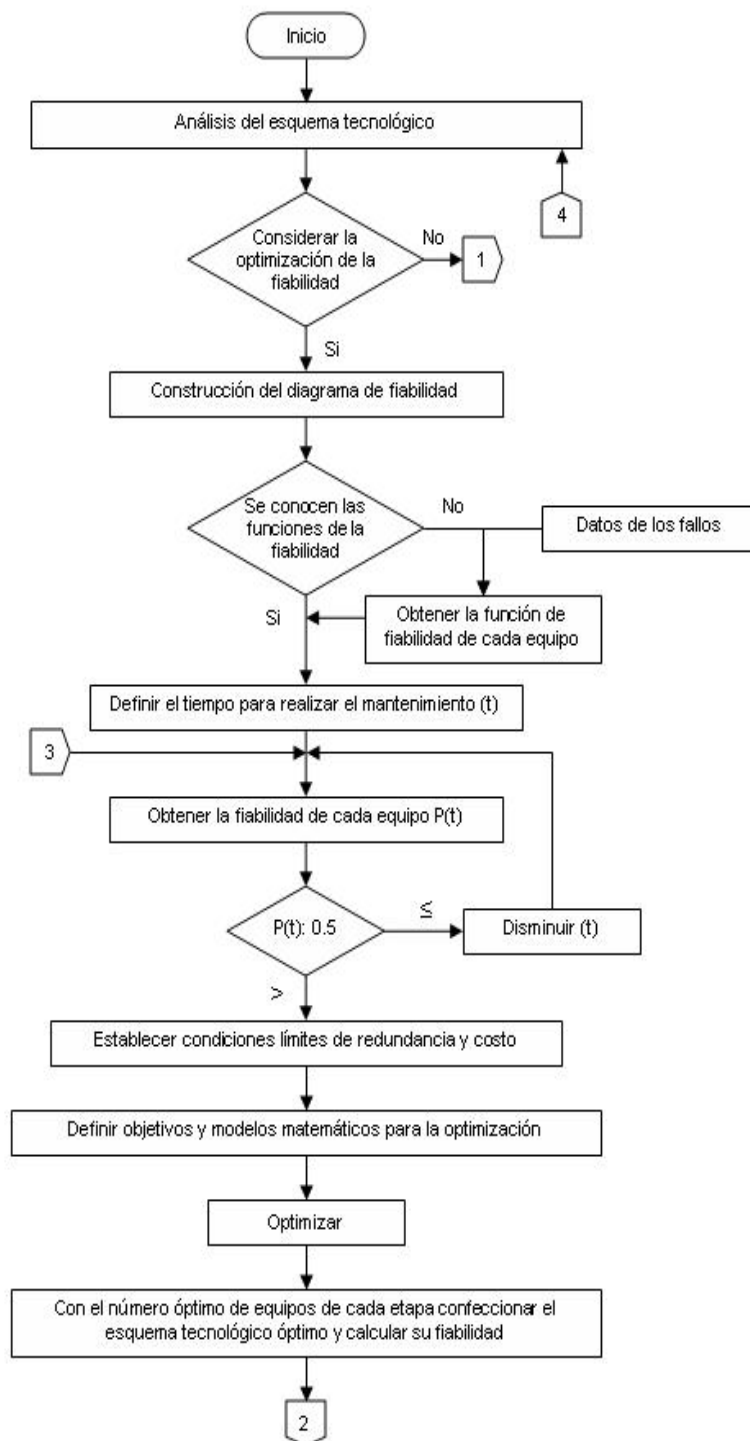 Inicio
Análisis del esquema tecnológico
4
Considerar la
optimización de la
fiabilidad
No
1
Si
Construcción del diagrama de fiabilidad
Se conocen las
funciones de la
fiabilidad
No
Datos de los fallos
Si
Obtener la función de
fiabilidad de cada equipo
Definir el tiempo para realizar el mantenimiento (t)
3
Obtener la fiabilidad de cada equipo P(t)
P(t): 0.5
≤
Disminuir (t)
>
Establecer condiciones límites de redundancia y costo
Definir objetivos y modelos matemáticos para la optimización
Optimizar
Con el número óptimo de equipos de cada etapa confeccionar el
esquema tecnológico óptimo y calcular su fiabilidad
2